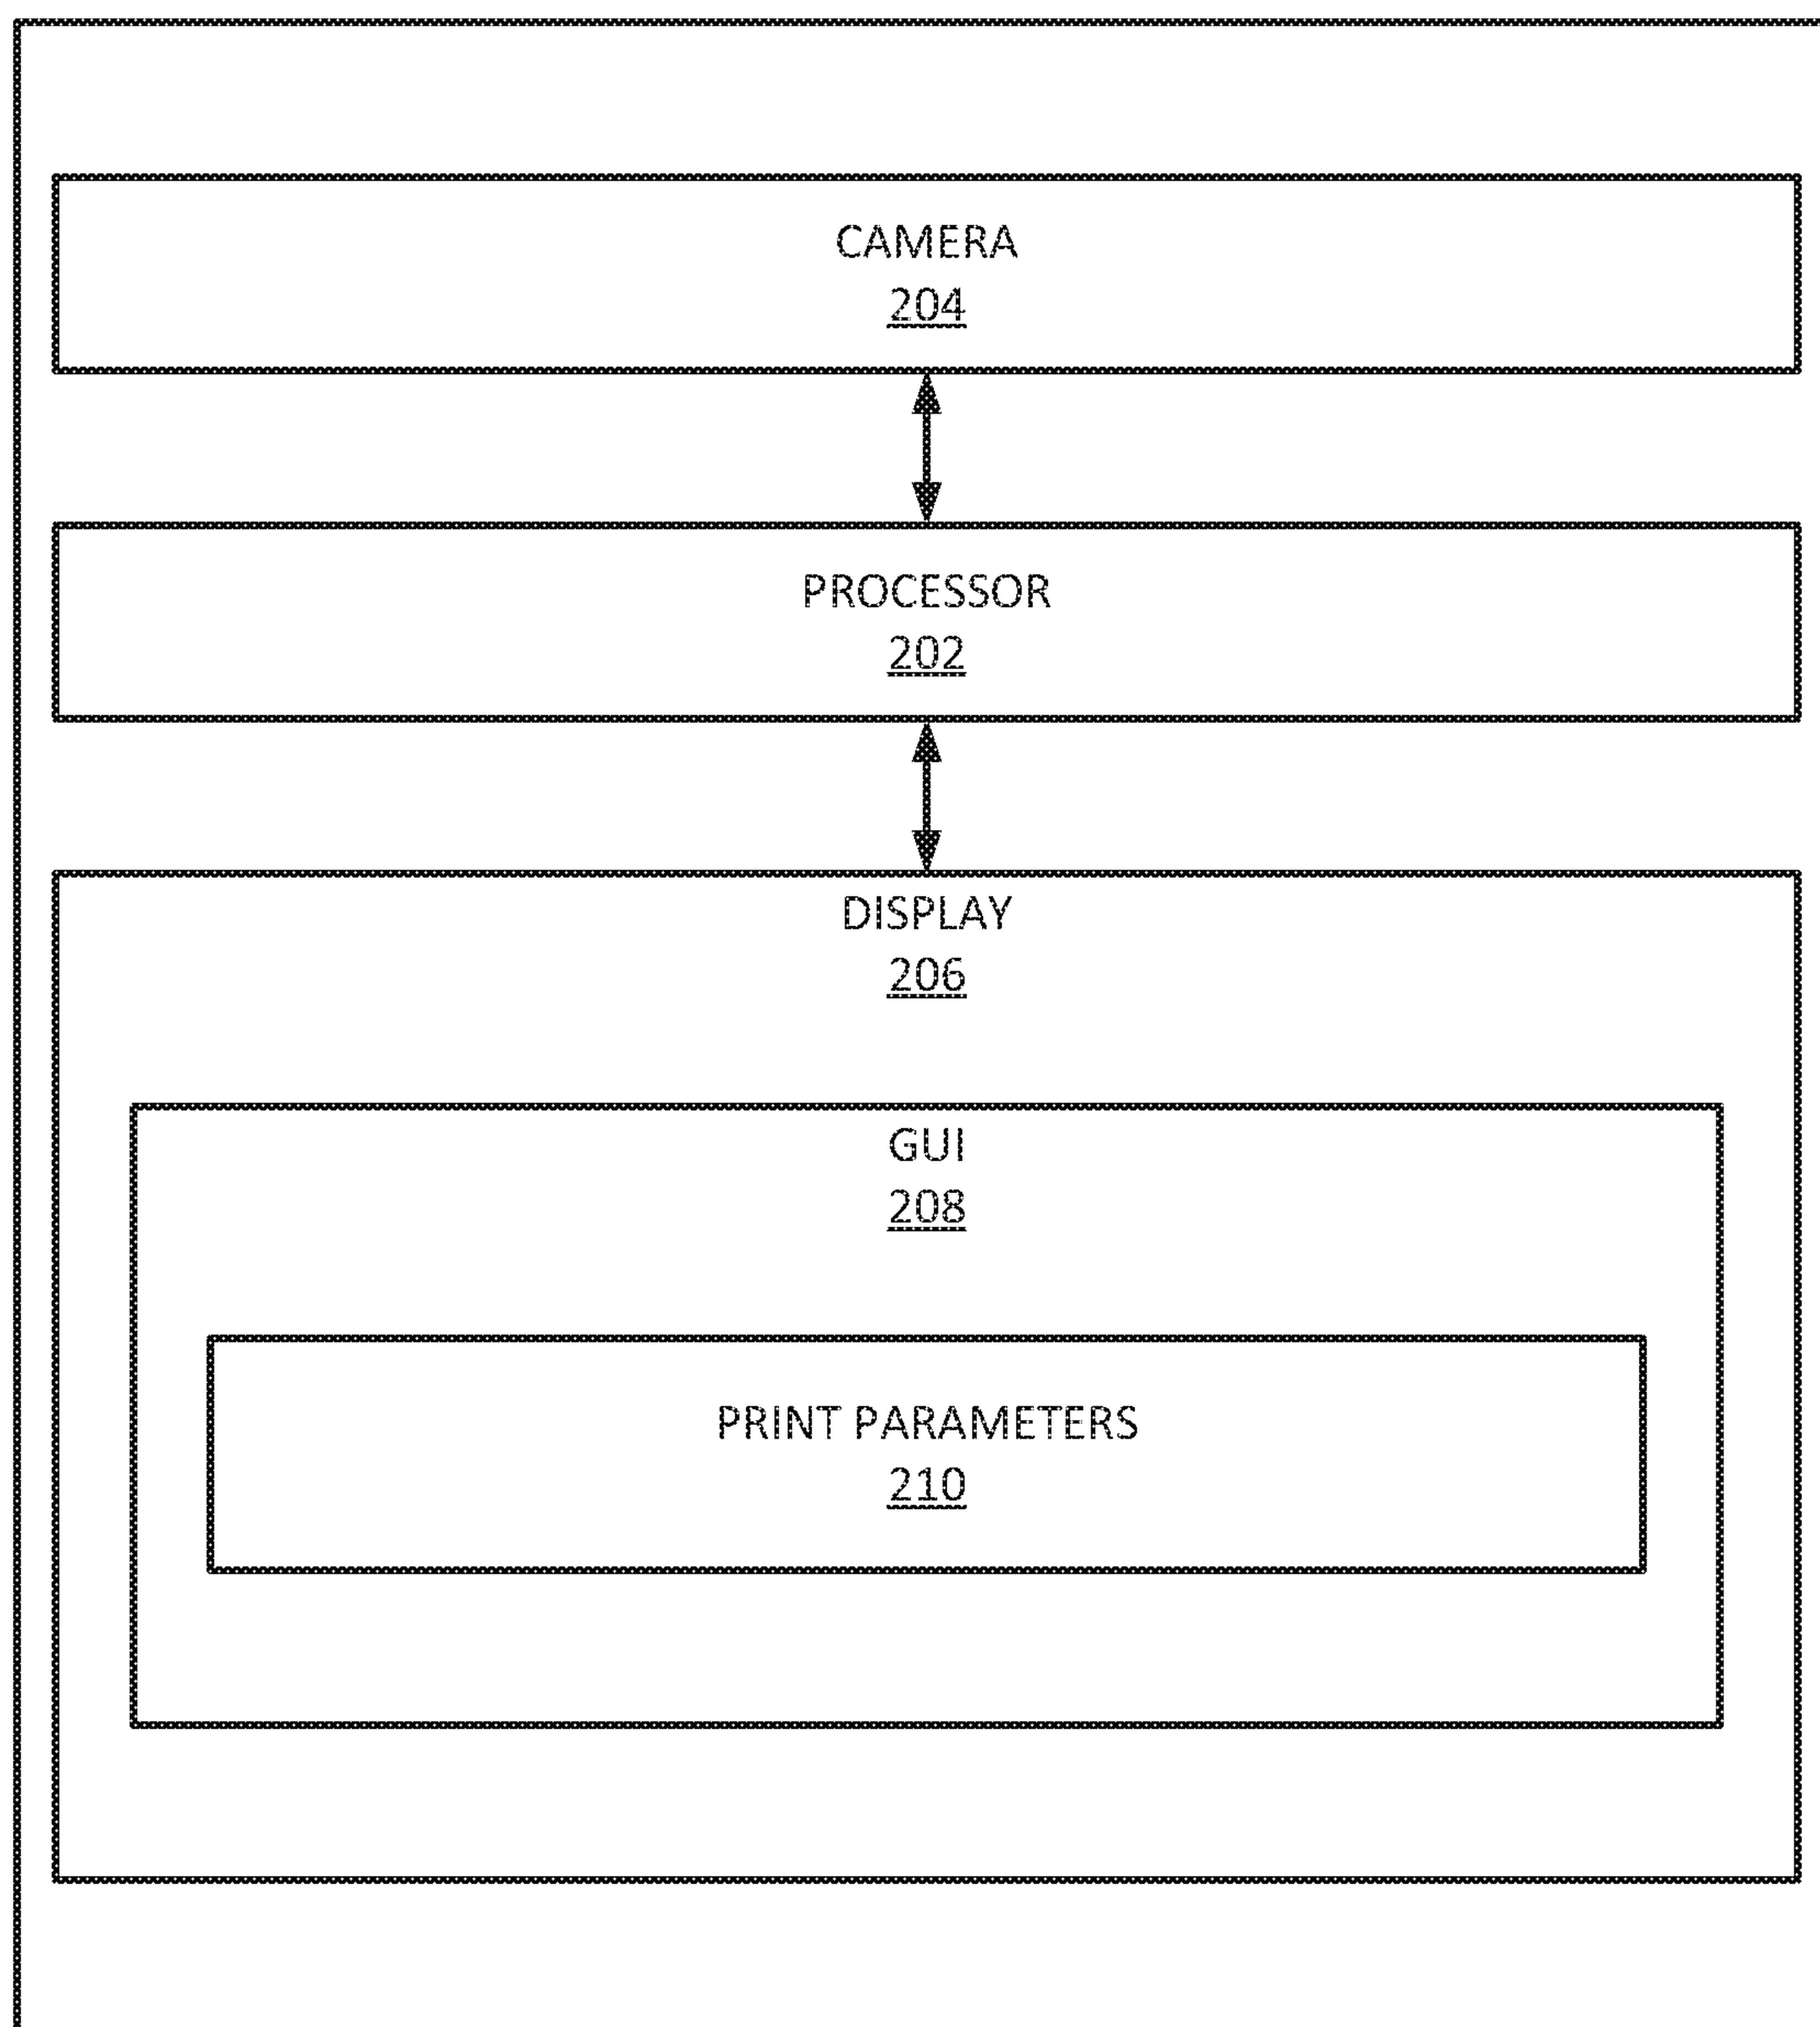 CAMERA
204
PROCESSOR
202
DISPLAY
206
GUI
208
PRINT PARAMETERS
210